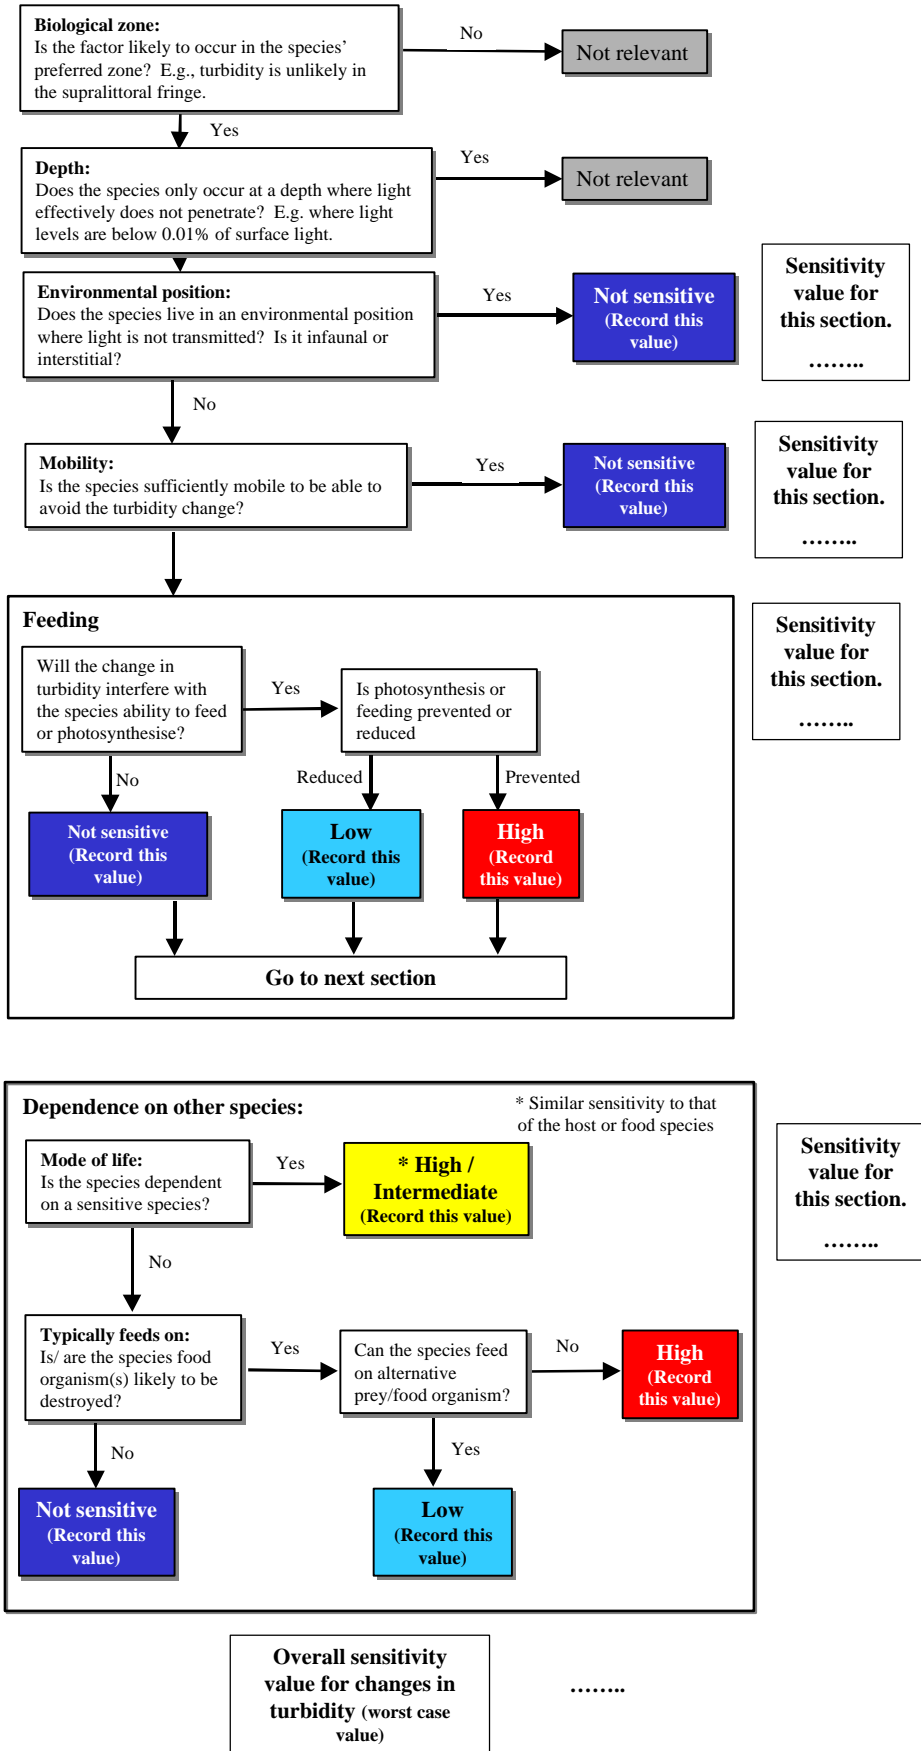 Biological zone:
Is the factor likely to occur in the species'
preferred zone? E.g., turbidity is unlikely in
the supralittoral fringe.
No
Not relevant
Yes
Depth:
Does the species only occur at a depth where light
effectively does not penetrate? E.g. where light
levels are below 0.01% of surface light.
Yes
Not relevant
Environmental position:
Does the species live in an environmental position
where light is not transmitted? Is it infaunal or
interstitial?
Yes
Not sensitive
(Record this
value)
Sensitivity
value for
this section.
……..
No
Mobility:
Is the species sufficiently mobile to be able to
avoid the turbidity change?
Yes
Not sensitive
(Record this
value)
Sensitivity
value for
this section.
……..
Feeding
Will the change in
turbidity interfere with
the species ability to feed
or photosynthesise?
Yes
Is photosynthesis or
feeding prevented or
reduced
Sensitivity
value for
this section.
……..
No
Reduced
Prevented
Not sensitive
(Record this
value)
Low
(Record this
value)
High
(Record
this value)
Go to next section
Dependence on other species:
* Similar sensitivity to that
of the host or food species
Mode of life:
Is the species dependent
on a sensitive species?
Yes
* High /
Intermediate
(Record this value)
Sensitivity
value for
this section.
……..
No
Typically feeds on:
Is/ are the species food
organism(s) likely to be
destroyed?
Yes
Can the species feed
on alternative
prey/food organism?
No
High
(Record
this value)
No
Yes
Not sensitive
(Record this
value)
Low
(Record this
value)
Overall sensitivity
value for changes in
turbidity (worst case
value)
……..